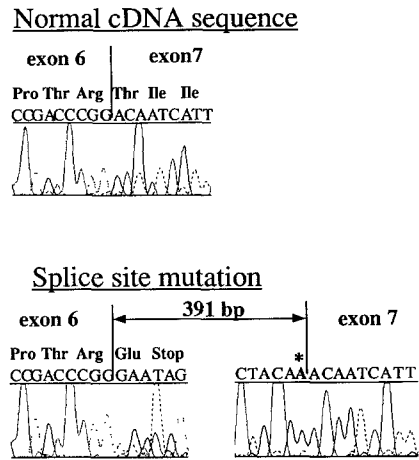 Normal cDNA sequence
exon 6 exon7
Pro Thr Arg Thr Ile Ile
CCGACCCGGACAATCATT
Splice site mutation
391 bp
exon 6 exon 7
*
Pro Thr Arg Glu Stop
CCGACCCGGGAATAG CTACAAACAATCATT